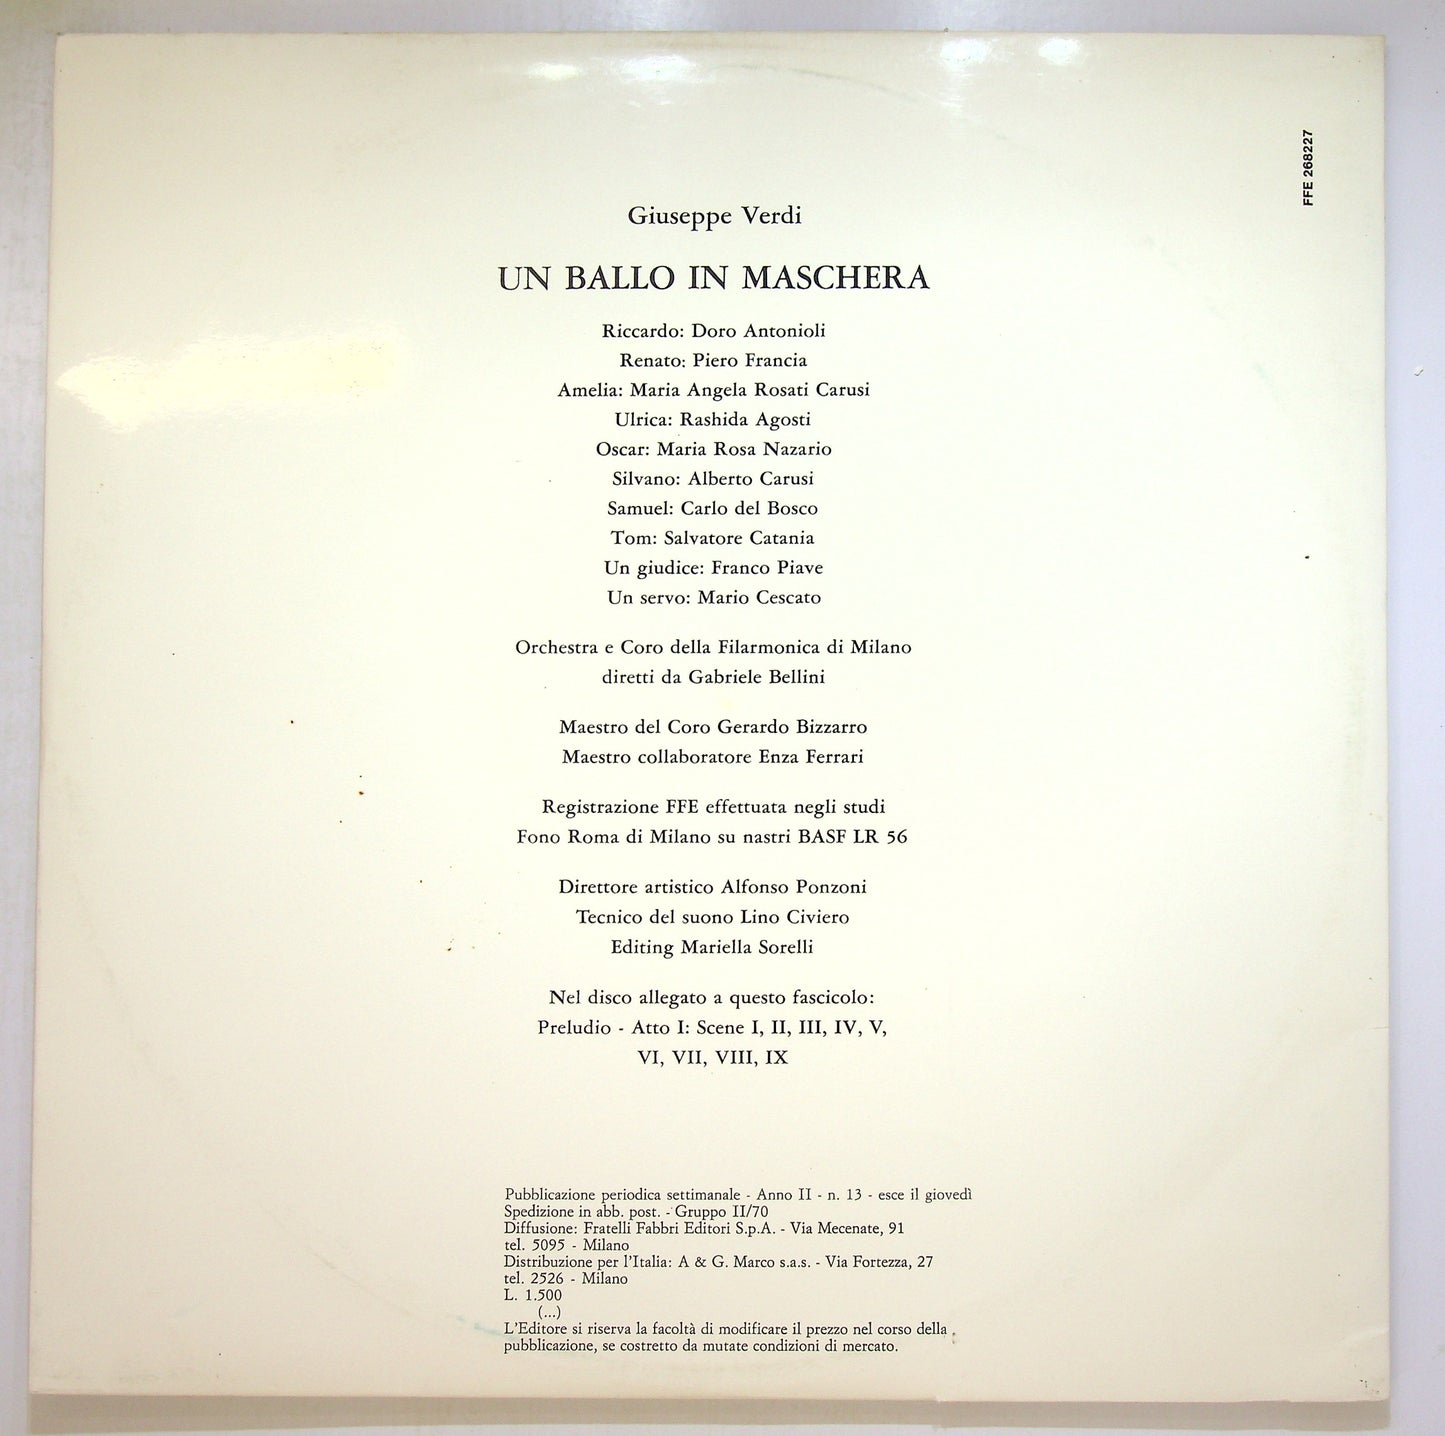 FFE 268227
Giuseppe Verdi
UN BALLO IN MASCHERA
Riccardo: Doro Antonioli
Renato: Piero Francia
Amelia: Maria Angela Rosati Carusi
Ulrica: Rashida Agosti
Oscar: Maria Rosa Nazario
Silvano: Alberto Carusi
Samuel: Carlo del Bosco
Tom: Salvatore Catania
Un giudice: Franco Piave
Un servo: Mario Cescato
Orchestra e Coro della Filarmonica di Milano
diretti da Gabriele Bellini
Maestro del Coro Gerardo Bizzarro
Maestro collaboratore Enza Ferrari
Registrazione FFE effettuata negli studi
Fono Roma di Milano su nastri BASF LR 56
Direttore artistico Alfonso Ponzoni
Tecnico del suono Lino Civiero
Editing Mariella Sorelli
Nel disco allegato a questo fascicolo:
Preludio - Atto I: Scene I, II, III, IV, V,
VI, VII, VIII, IX
Pubblicazione periodica settimanale - Anno II - n. 13 - esce il giovedì
Spedizione in abb. post. - Gruppo II/70
Diffusione: Fratelli Fabbri Editori S.p.A. - Via Mecenate, 91
tel. 5095 - Milano
Distribuzione per l'Italia: A & G. Marco s.a.s. - Via Fortezza, 27
tel. 2526 - Milano
L. 1.500
(...)
L'Editore si riserva la facoltà di modificare il prezzo nel corso della
pubblicazione, se costretto da mutate condizioni di mercato.